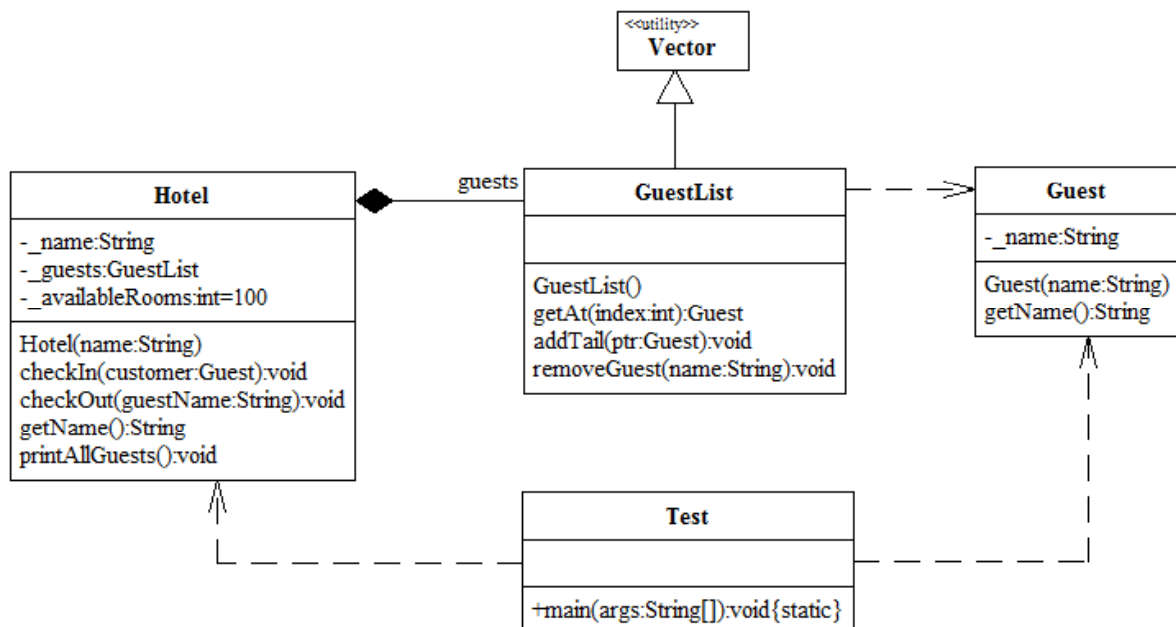 <<utility>>
Vector
Hotel
-_name:String
-_guests:GuestList
-_availableRooms:int=100
Hotel(name:String)
checkIn(customer:Guest):void
checkOut(guestName:String):void
getName():String
printAllGuests():void
guests
GuestList
GuestList()
getAt(index:int):Guest
addTail(ptr:Guest):void
removeGuest(name:String):void
Guest
-_name:String
Guest(name:String)
getName():String
Test
+main(args:String[]):void{static}